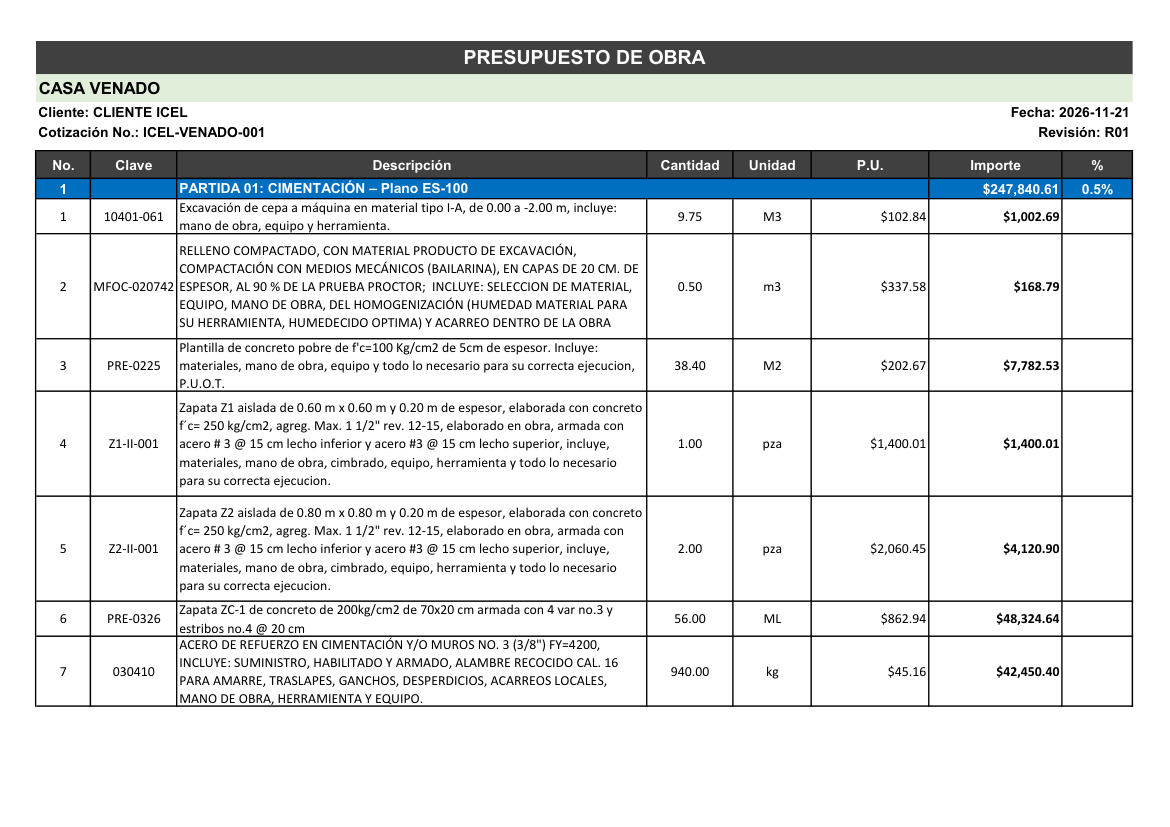 PRESUPUESTO DE OBRA
CASA VENADO
Cliente: CLIENTE ICEL Fecha: 2026-11-21
Cotización No.: ICEL-VENADO-001 Revisión: R01
No. Clave Descripción Cantidad Unidad P.U. Importe %
1 PARTIDA 01: CIMENTACIÓN – Plano ES-100 $247,840.61 0.5%
Excavación de cepa a máquina en material tipo I-A, de 0.00 a -2.00 m, incluye:
1 10401-061 9.75 M3 $102.84 $1,002.69
mano de obra, equipo y herramienta.
RELLENO COMPACTADO, CON MATERIAL PRODUCTO DE EXCAVACIÓN,
COMPACTACIÓN CON MEDIOS MECÁNICOS (BAILARINA), EN CAPAS DE 20 CM. DE
2 MFOC-020742 ESPESOR, AL 90 % DE LA PRUEBA PROCTOR;  INCLUYE: SELECCION DE MATERIAL, 0.50 m3 $337.58 $168.79
EQUIPO, MANO DE OBRA, DEL HOMOGENIZACIÓN (HUMEDAD MATERIAL PARA
SU HERRAMIENTA, HUMEDECIDO OPTIMA) Y ACARREO DENTRO DE LA OBRA
Plantilla de concreto pobre de f'c=100 Kg/cm2 de 5cm de espesor. Incluye:
3 PRE-0225 materiales, mano de obra, equipo y todo lo necesario para su correcta ejecucion, 38.40 M2 $202.67 $7,782.53
P.U.O.T.
Zapata Z1 aislada de 0.60 m x 0.60 m y 0.20 m de espesor, elaborada con concreto
f´c= 250 kg/cm2, agreg. Max. 1 1/2" rev. 12-15, elaborado en obra, armada con
4 Z1-II-001 acero # 3 @ 15 cm lecho inferior y acero #3 @ 15 cm lecho superior, incluye, 1.00 pza $1,400.01 $1,400.01
materiales, mano de obra, cimbrado, equipo, herramienta y todo lo necesario
para su correcta ejecucion.
Zapata Z2 aislada de 0.80 m x 0.80 m y 0.20 m de espesor, elaborada con concreto
f´c= 250 kg/cm2, agreg. Max. 1 1/2" rev. 12-15, elaborado en obra, armada con
5 Z2-II-001 acero # 3 @ 15 cm lecho inferior y acero #3 @ 15 cm lecho superior, incluye, 2.00 pza $2,060.45 $4,120.90
materiales, mano de obra, cimbrado, equipo, herramienta y todo lo necesario
para su correcta ejecucion.
Zapata ZC-1 de concreto de 200kg/cm2 de 70x20 cm armada con 4 var no.3 y
6 PRE-0326 56.00 ML $862.94 $48,324.64
estribos no.4 @ 20 cm
ACERO DE REFUERZO EN CIMENTACIÓN Y/O MUROS NO. 3 (3/8") FY=4200,
INCLUYE: SUMINISTRO, HABILITADO Y ARMADO, ALAMBRE RECOCIDO CAL. 16
7 030410 940.00 kg $45.16 $42,450.40
PARA AMARRE, TRASLAPES, GANCHOS, DESPERDICIOS, ACARREOS LOCALES,
MANO DE OBRA, HERRAMIENTA Y EQUIPO.